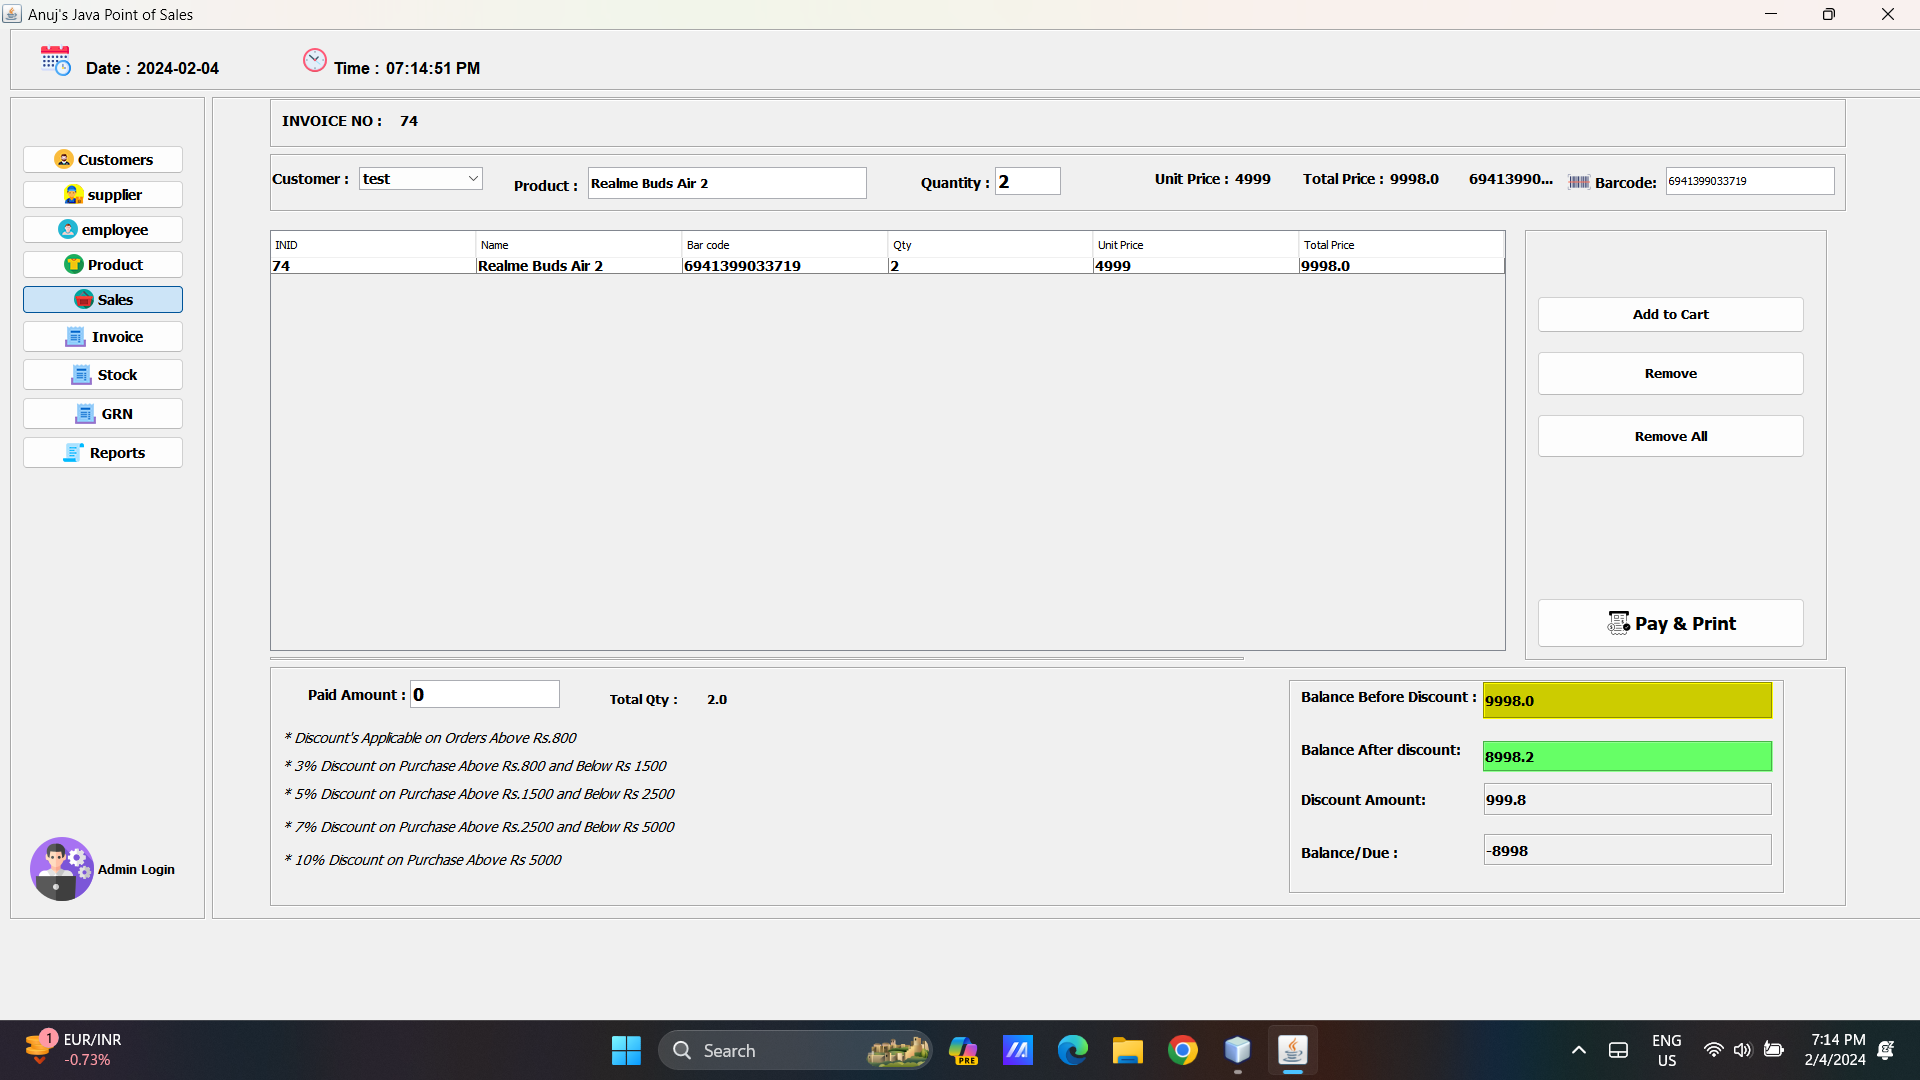 Anuj's Java Point of Sales
Date : 2024-02-04
Time : 07:14:51 PM
INVOICE NO : 74
Customers
supplier
employee
Product
Sales
Invoice
Stock
GRN
Reports
Admin Login
Customer : test
Product : Realme Buds Air 2
Quantity : 2
Unit Price : 4999
Total Price : 9998.0
69413990...
Barcode: 6941399033719
INID Name Bar code Qty Unit Price Total Price
74 Realme Buds Air 2 6941399033719 2 4999 9998.0
Add to Cart
Remove
Remove All
Pay & Print
Paid Amount : 0
Total Qty : 2.0
* Discount's Applicable on Orders Above Rs.800
* 3% Discount on Purchase Above Rs.800 and Below Rs 1500
* 5% Discount on Purchase Above Rs.1500 and Below Rs 2500
* 7% Discount on Purchase Above Rs.2500 and Below Rs 5000
* 10% Discount on Purchase Above Rs 5000
Balance Before Discount : 9998.0
Balance After discount: 8998.2
Discount Amount: 999.8
Balance/Due : -8998
1
EUR/INR
-0.73%
Search
PRE
ENG
US
7:14 PM
2/4/2024